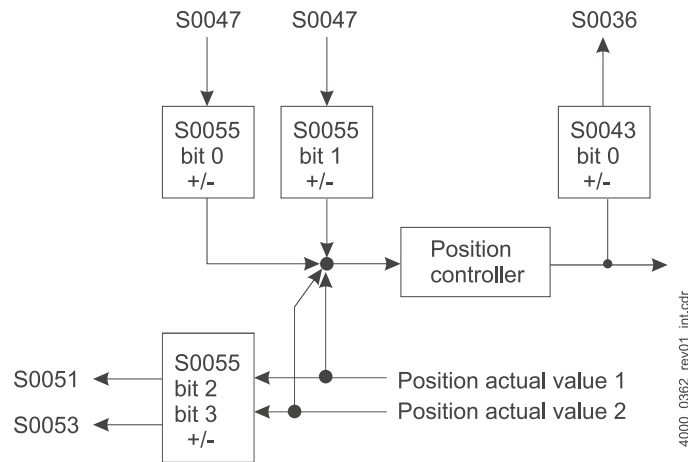 S0047
S0047
S0036
S0055
bit 0
+/-
S0055
bit 1
+/-
S0043
bit 0
+/-
Position
controller
S0055
bit 2
bit 3
+/-
S0051
S0053
Position actual value 1
Position actual value 2
4000_0362_rev01_int.cdr